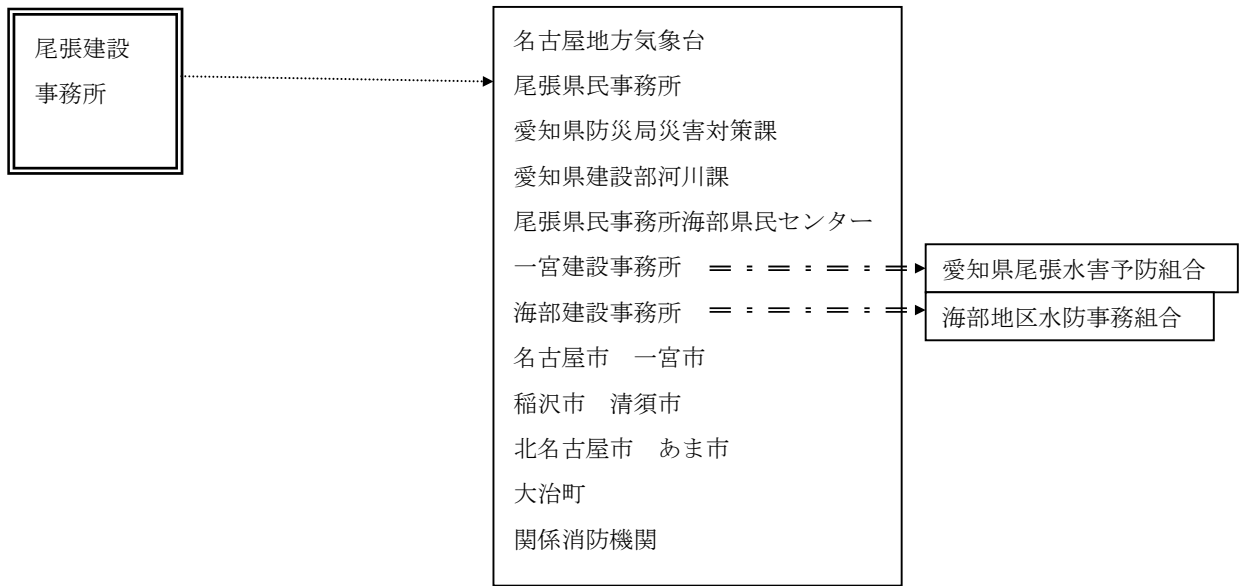 尾張建設
事務所
名古屋地方気象台
尾張県民事務所
愛知県防災局災害対策課
愛知県建設部河川課
尾張県民事務所海部県民センター
一宮建設事務所
愛知県尾張水害予防組合
海部建設事務所
海部地区水防事務組合
名古屋市　一宮市
稲沢市　清須市
北名古屋市　あま市
大治町
関係消防機関